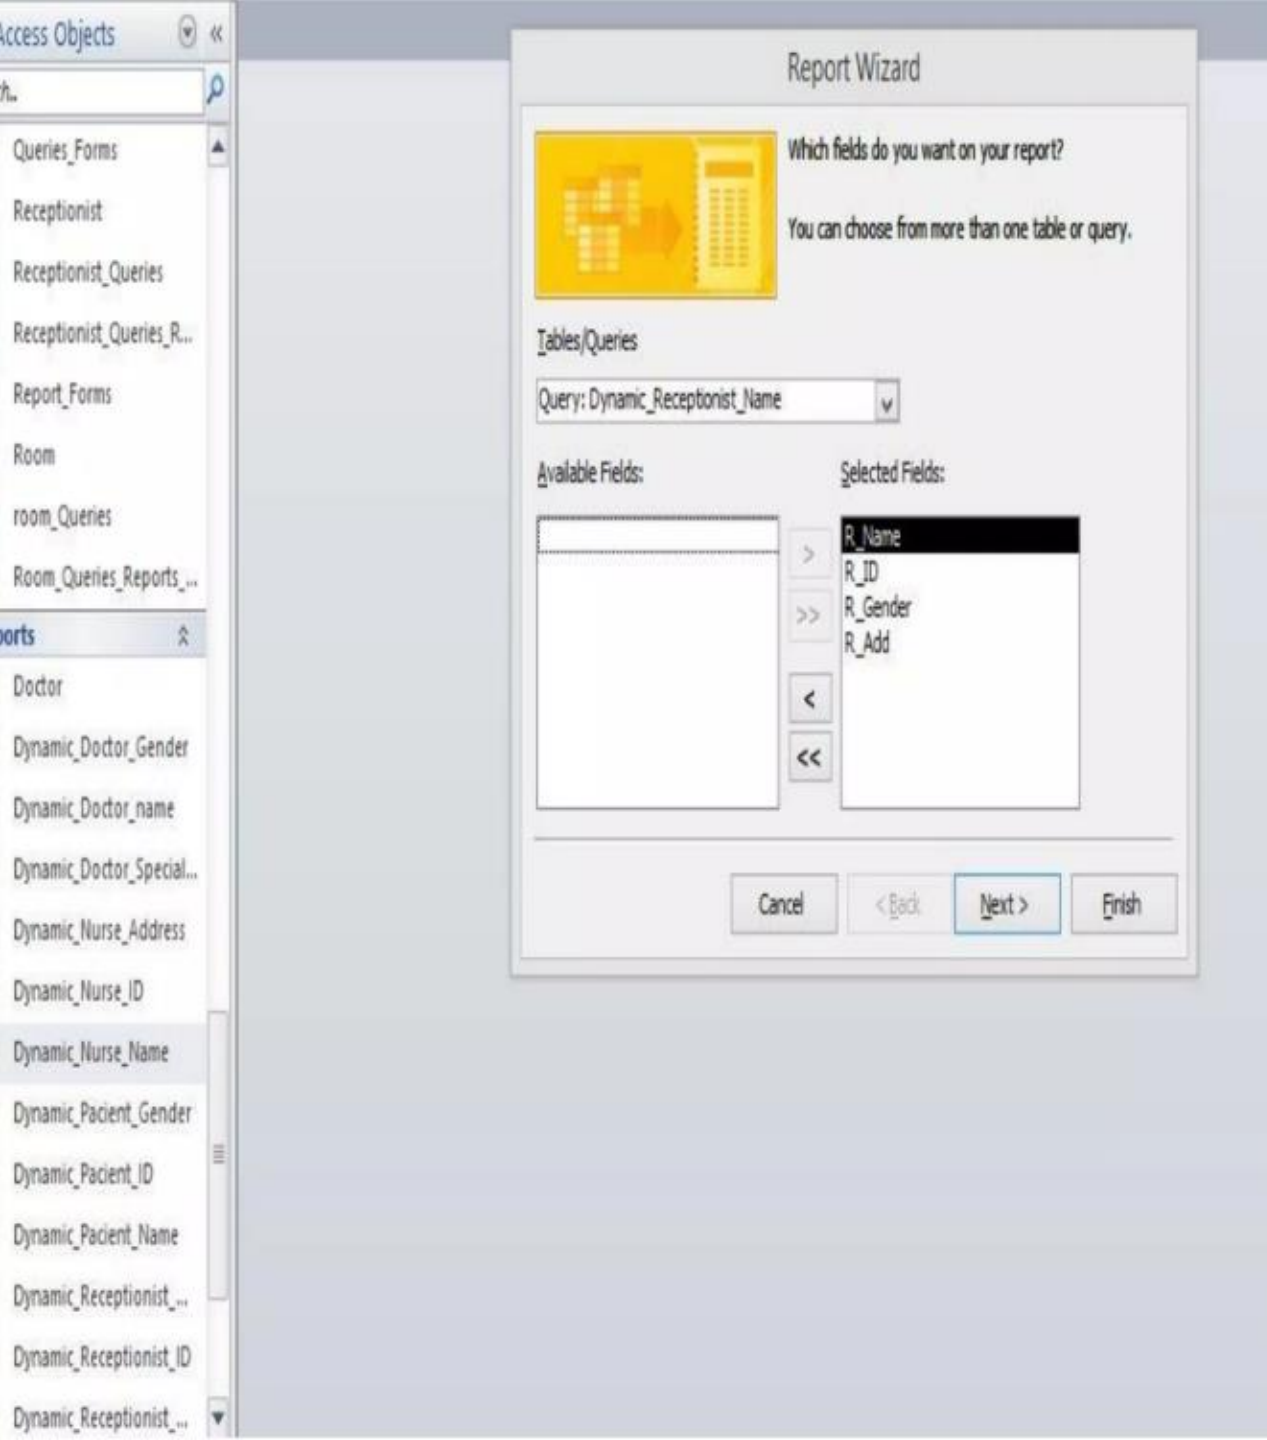 Access Objects
h..
Queries_Forms
Receptionist
Receptionist_Queries
Receptionist_Queries_R...
Report_Forms
Room
room_Queries
Room_Queries_Reports_...
ports
Doctor
Dynamic_Doctor_Gender
Dynamic_Doctor_name
Dynamic_Doctor_Special...
Dynamic_Nurse_Address
Dynamic_Nurse_ID
Dynamic_Nurse_Name
Dynamic_Pacient_Gender
Dynamic_Pacient_ID
Dynamic_Pacient_Name
Dynamic_Receptionist_...
Dynamic_Receptionist_ID
Dynamic_Receptionist_...
Report Wizard
Which fields do you want on your report?
You can choose from more than one table or query.
Tables/Queries
Query: Dynamic_Receptionist_Name
Available Fields:
Selected Fields:
>
>>
<
<<
R_Name
R_ID
R_Gender
R_Add
Cancel
< Back
Next >
Finish